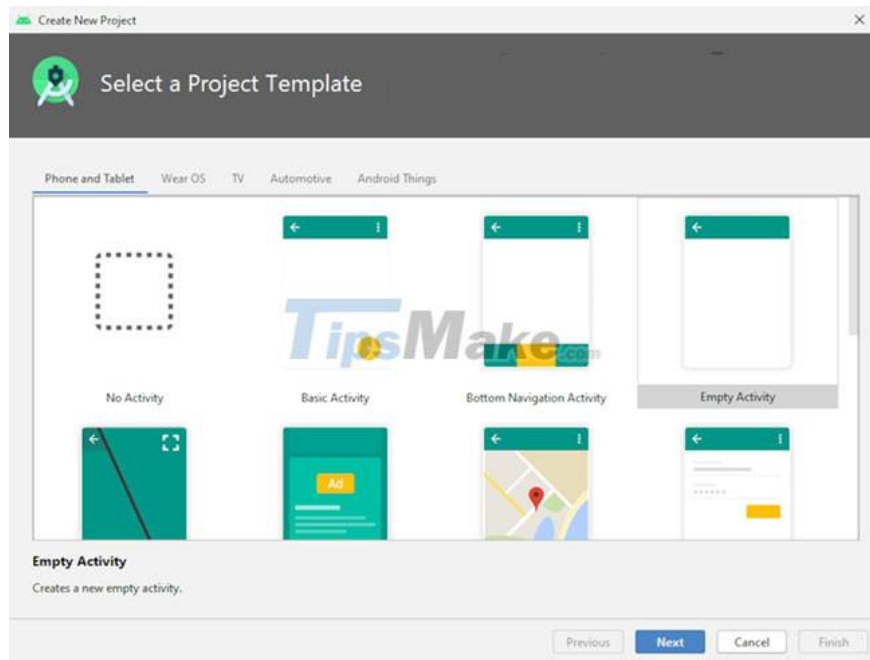 Create New Project
Select a Project Template
Phone and Tablet Wear OS TV Automotive Android Things
TipsMake.com
No Activity Basic Activity Bottom Navigation Activity Empty Activity
Ad
Empty Activity
Creates a new empty activity.
Previous Next Cancel Finish